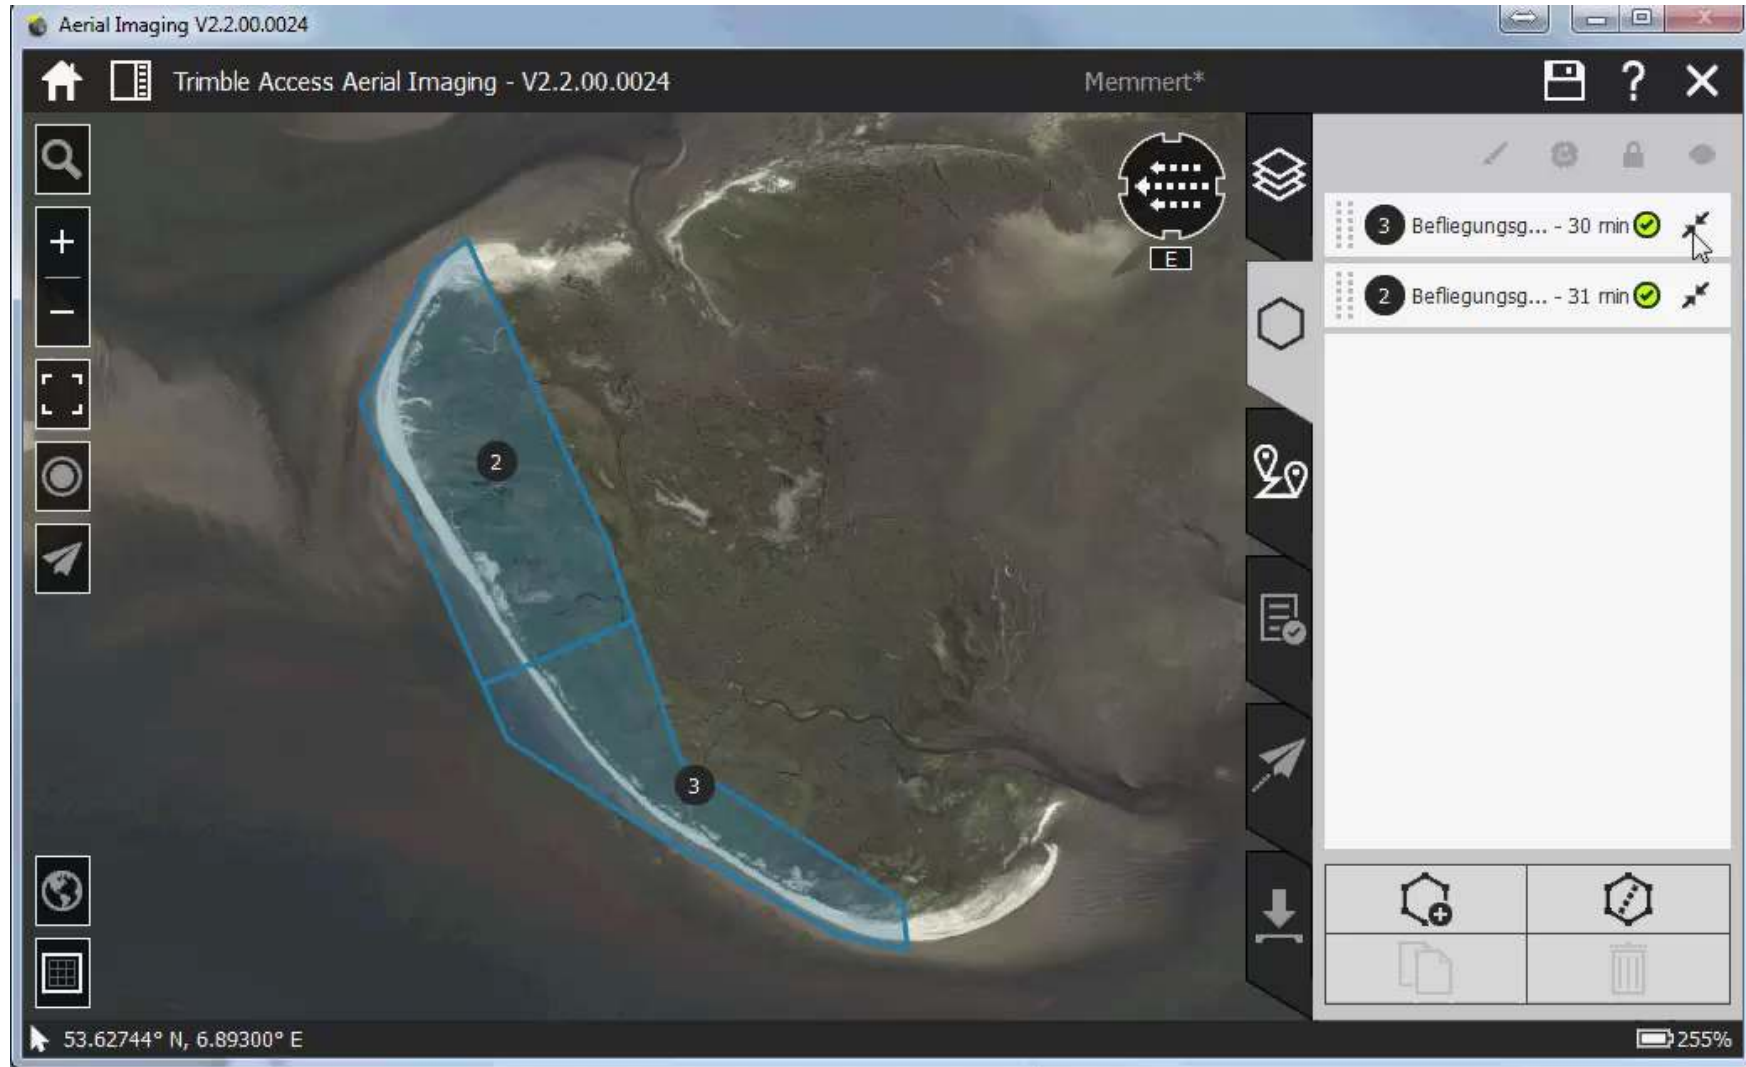 Aerial Imaging V2.2.00.0024
Trimble Access Aerial Imaging - V2.2.00.0024
Memmert*
E
3 Befliegungsg... - 30 min
2 Befliegungsg... - 31 min
2
3
53.62744° N, 6.89300° E
255%